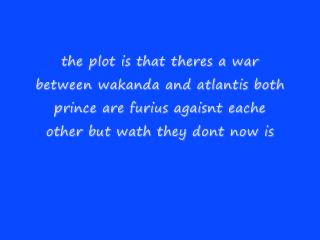 the plot is that theres a war
between wakanda and atlantis both
prince are furius agaisnt eache
other but wath they dont now is